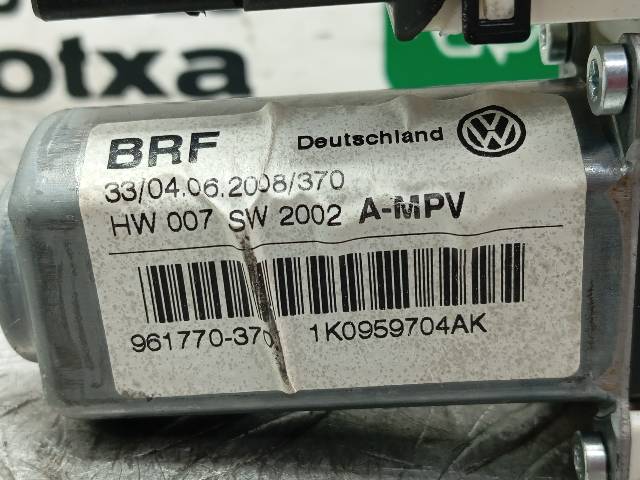 otxa
BRF Deutschland
33/04.06.2008/370
HW 007 SW 2002 A-MPV
961770-370 1K0959704AK